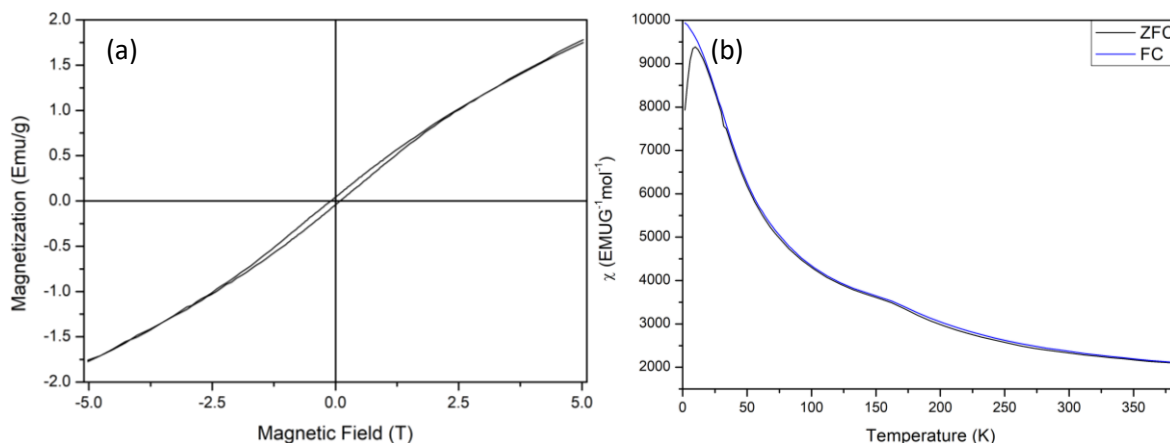 (a)
Magnetization (Emu/g)
2.0
1.5
1.0
0.5
0.0
-0.5
-1.0
-1.5
-2.0
-5.0 -2.5 0.0 2.5 5.0
Magnetic Field (T)
(b)
ZFC
FC
χ (EMUG⁻¹mol⁻¹)
10000
9000
8000
7000
6000
5000
4000
3000
2000
0 50 100 150 200 250 300 350
Temperature (K)